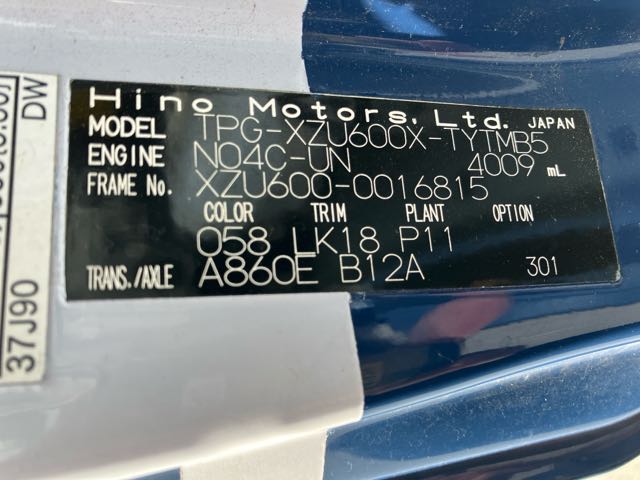 Hino Motors, Ltd. JAPAN
MODEL TPG-XZU600X-TYTMB5
ENGINE N04C-UN 4009 mL
FRAME No. XZU600-0016815
COLOR TRIM PLANT OPTION
058 LK18 P11
TRANS./AXLE A860E B12A 301
37J90 DW